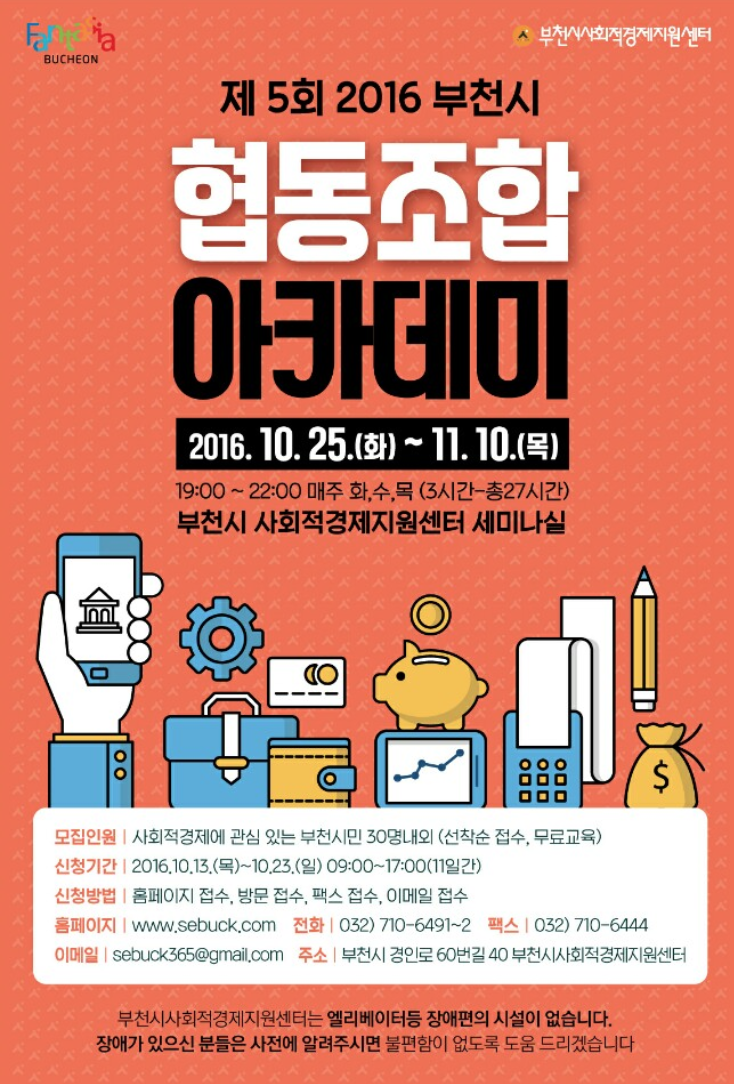 Fantasia
BUCHEON
부천시사회적경제지원센터
제 5회 2016 부천시
협동조합
아카데미
2016. 10. 25.(화) ~ 11. 10.(목)
19:00 ~ 22:00 매주 화,수,목 (3시간-총27시간)
부천시 사회적경제지원센터 세미나실
$
모집인원 | 사회적경제에 관심 있는 부천시민 30명내외 (선착순 접수, 무료교육)
신청기간 | 2016.10.13.(목)~10.23.(일) 09:00~17:00(11일간)
신청방법 | 홈페이지 접수, 방문 접수, 팩스 접수, 이메일 접수
홈페이지 | www.sebuck.com 전화 | 032) 710-6491~2 팩스 | 032) 710-6444
이메일 | sebuck365@gmail.com 주소 | 부천시 경인로 60번길 40 부천시사회적경제지원센터
부천시사회적경제지원센터는 엘리베이터등 장애편의 시설이 없습니다.
장애가 있으신 분들은 사전에 알려주시면 불편함이 없도록 도움 드리겠습니다